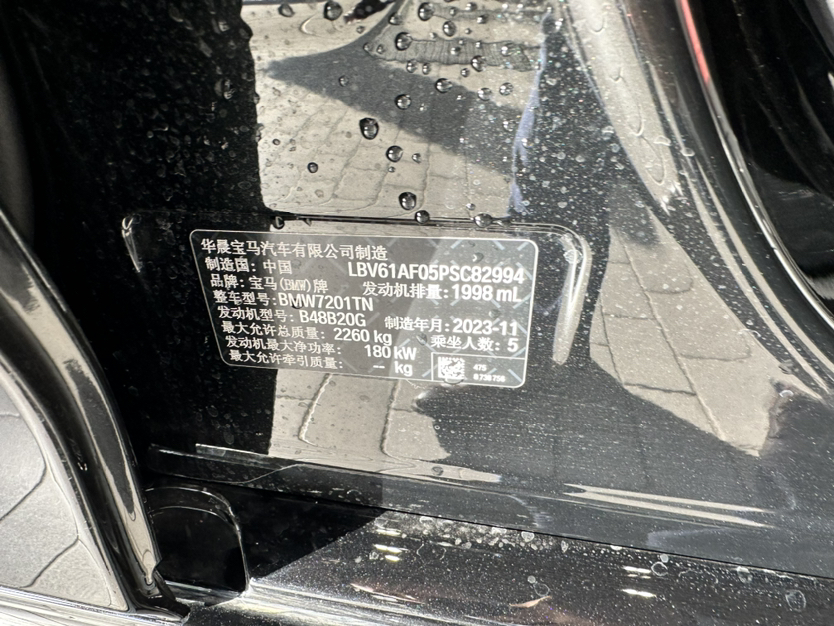 华晨宝马汽车有限公司制造
制造国：中国 LBV61AF05PSC82994
品牌：宝马(BMW)牌 发动机排量：1998 mL
整车型号：BMW7201TN
发动机型号：B48B20G 制造年月：2023-11
最大允许总质量：2260 kg 乘坐人数：5
发动机最大净功率：180 kW
最大允许牵引质量：-- kg
475